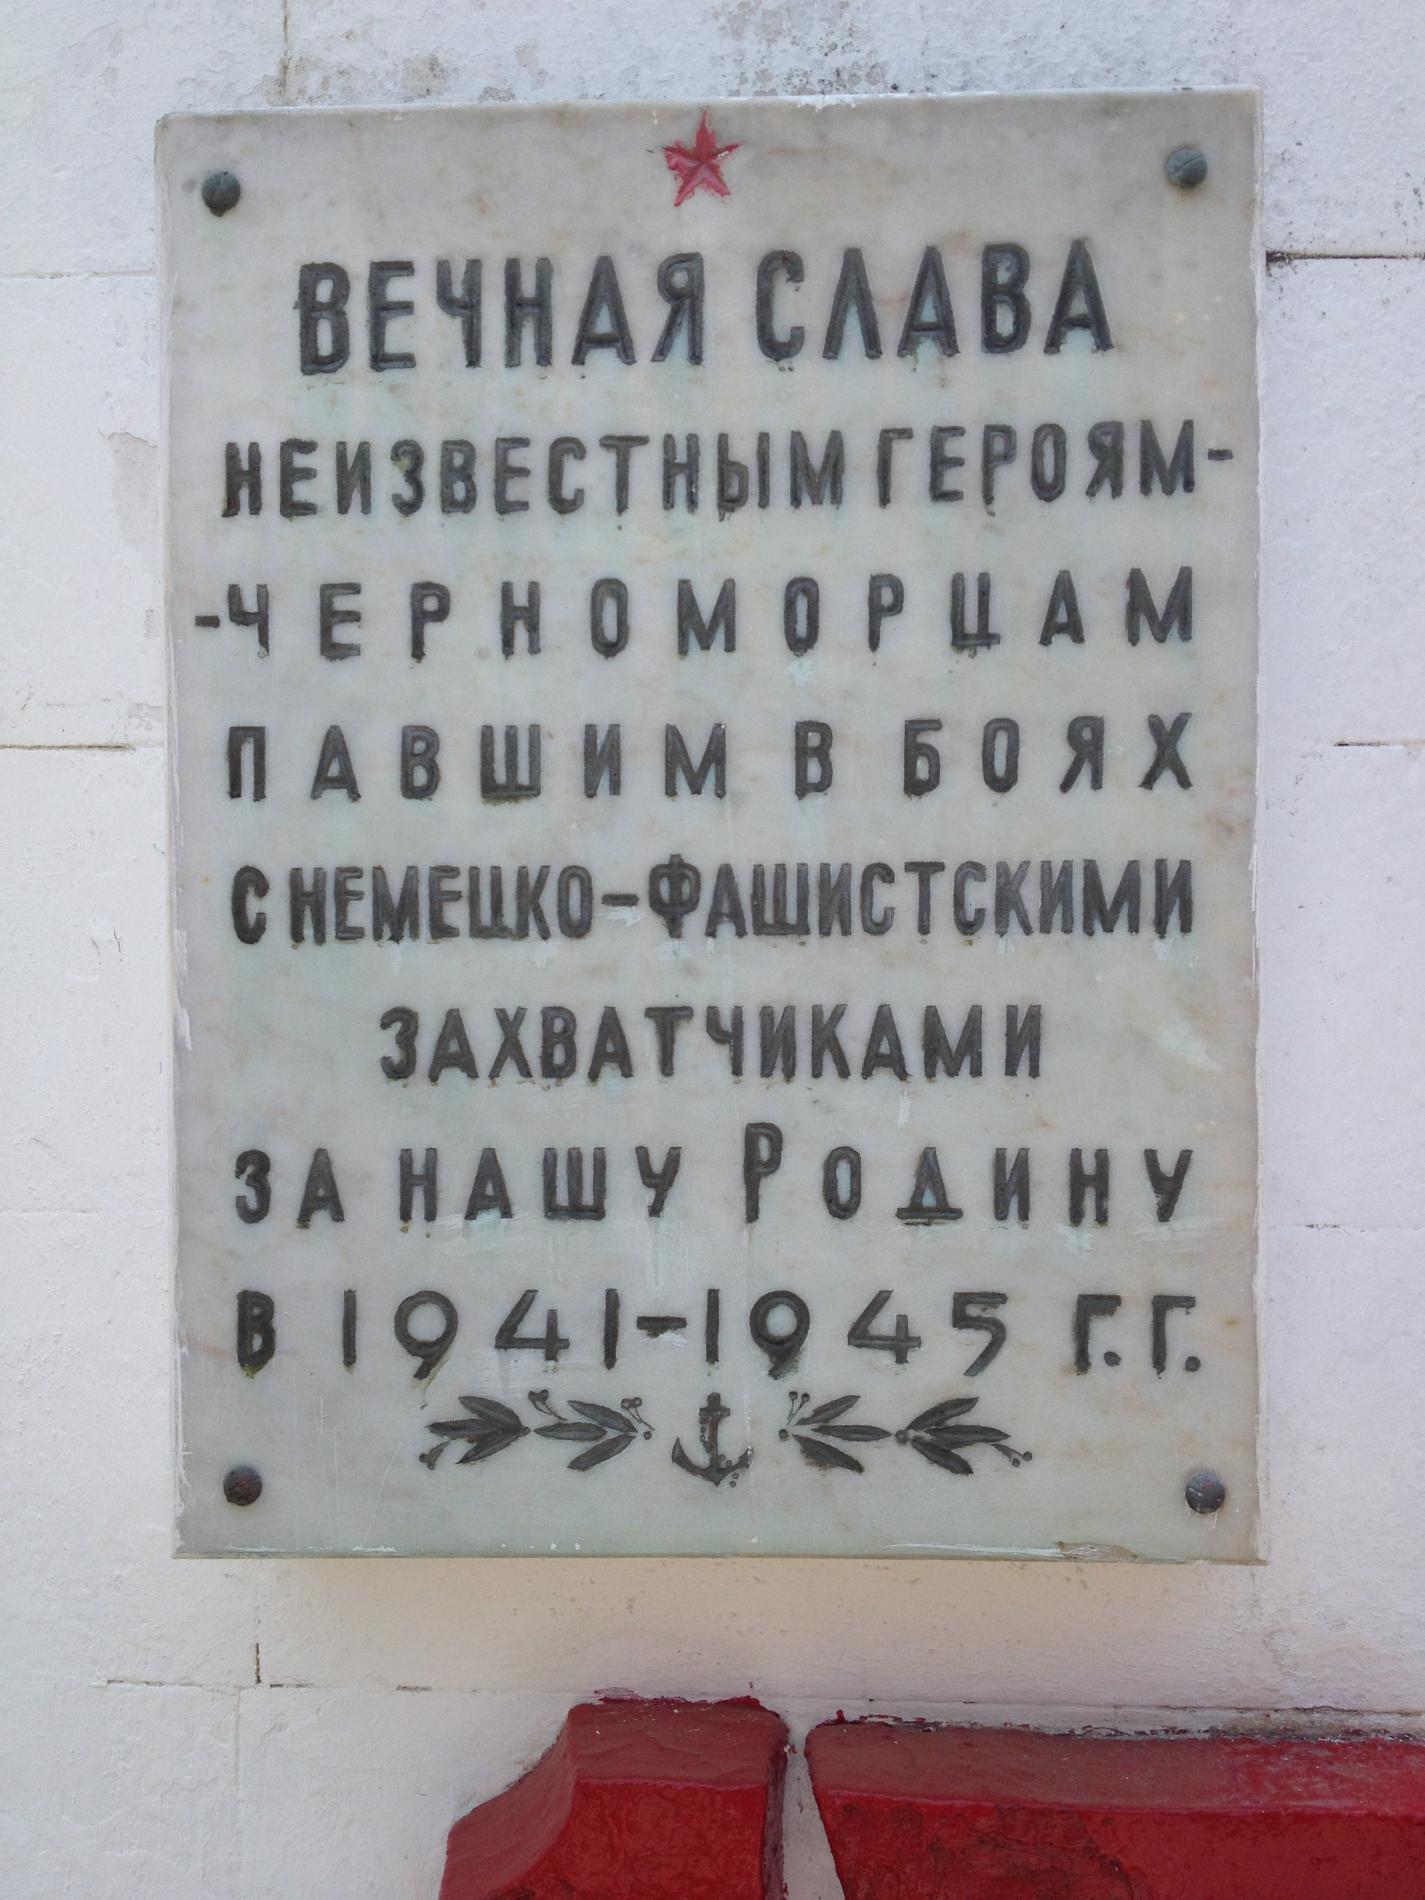 ВЕЧНАЯ СЛАВА
НЕИЗВЕСТНЫМ ГЕРОЯМ-
-ЧЕРНОМОРЦАМ
ПАВШИМ В БОЯХ
С НЕМЕЦКО-ФАШИСТСКИМИ
ЗАХВАТЧИКАМИ
ЗА НАШУ РОДИНУ
В 1941-1945 Г.Г.